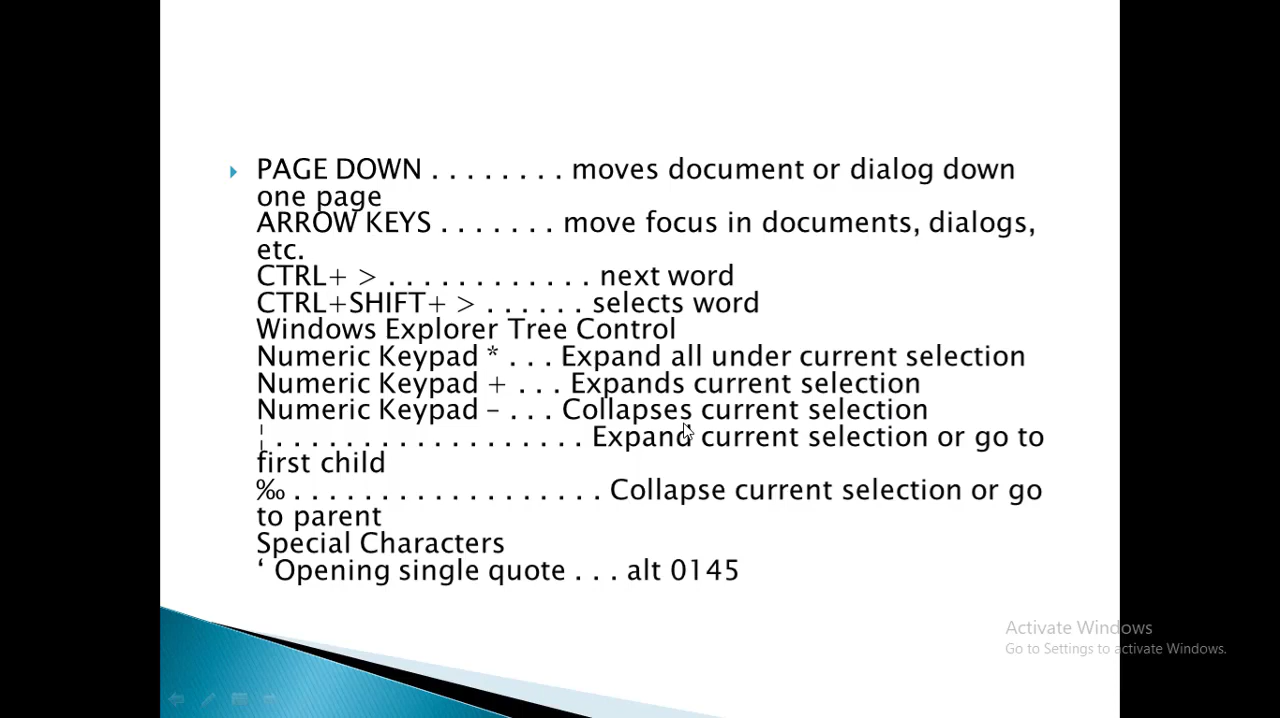 PAGE DOWN . . . . . . . . moves document or dialog down
one page
ARROW KEYS . . . . . . . move focus in documents, dialogs,
etc.
CTRL+ > . . . . . . . . . . . . next word
CTRL+SHIFT+ > . . . . . . selects word
Windows Explorer Tree Control
Numeric Keypad * . . . Expand all under current selection
Numeric Keypad + . . . Expands current selection
Numeric Keypad – . . . Collapses current selection
¦ . . . . . . . . . . . . . . . . . . Expand current selection or go to
first child
‰ . . . . . . . . . . . . . . . . . . Collapse current selection or go
to parent
Special Characters
‘ Opening single quote . . . alt 0145
Activate Windows
Go to Settings to activate Windows.